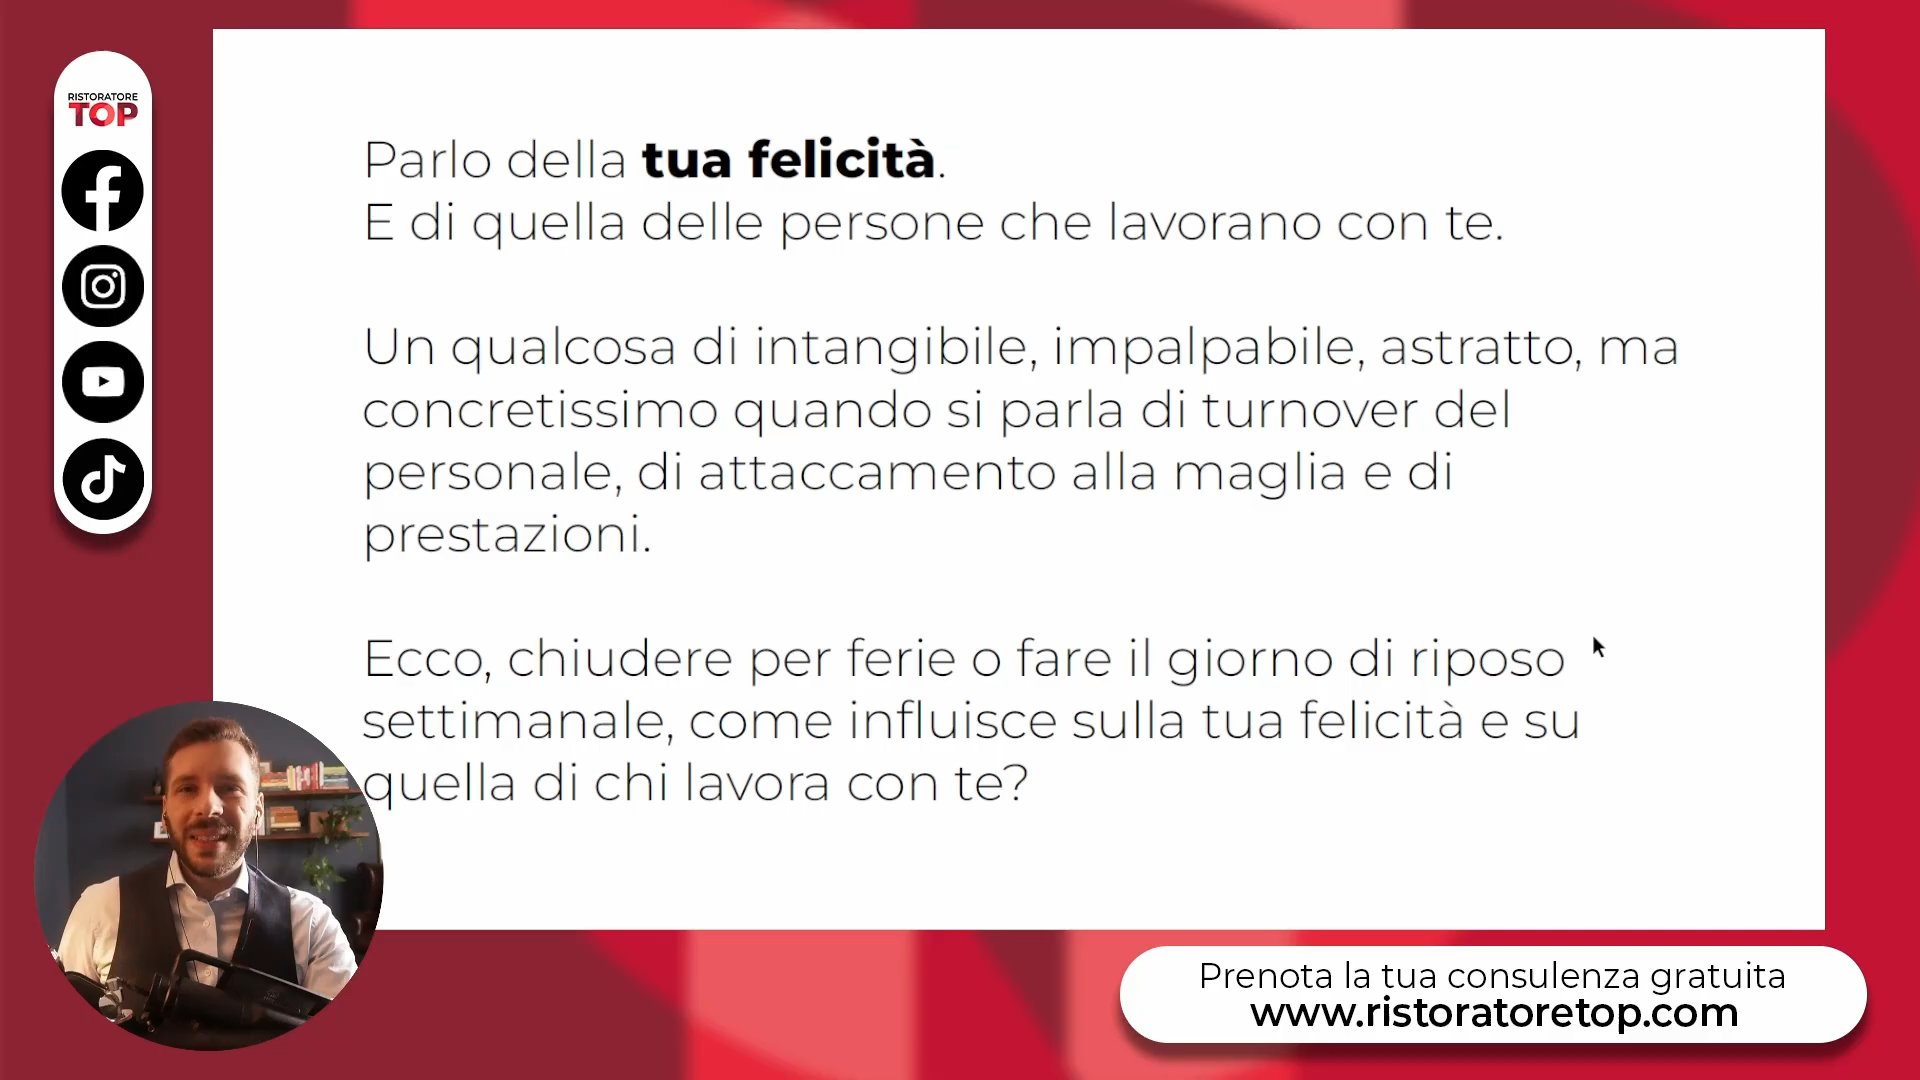 RISTORATORE
TOP
Parlo della tua felicità.
E di quella delle persone che lavorano con te.
Un qualcosa di intangibile, impalpabile, astratto, ma
concretissimo quando si parla di turnover del
personale, di attaccamento alla maglia e di
prestazioni.
Ecco, chiudere per ferie o fare il giorno di riposo
settimanale, come influisce sulla tua felicità e su
quella di chi lavora con te?
Prenota la tua consulenza gratuita
www.ristoratoretop.com